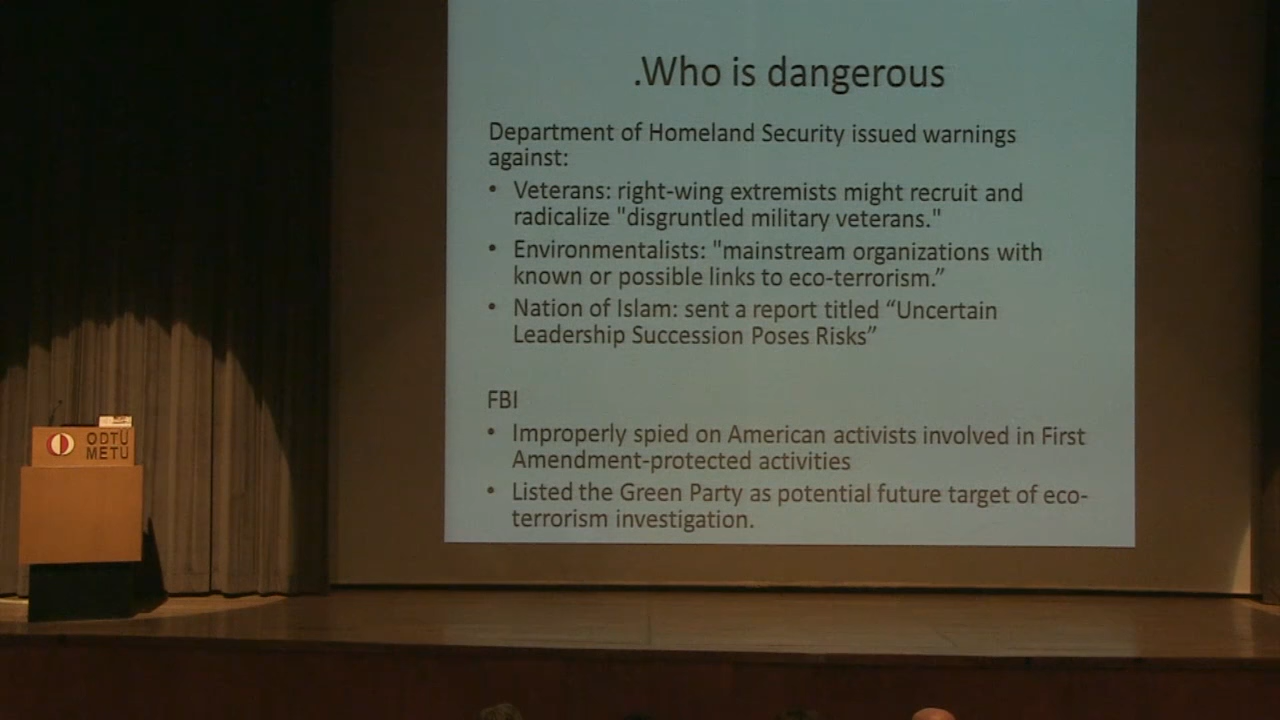 .Who is dangerous
Department of Homeland Security issued warnings
against:
• Veterans: right-wing extremists might recruit and
radicalize "disgruntled military veterans."
• Environmentalists: "mainstream organizations with
known or possible links to eco-terrorism.”
• Nation of Islam: sent a report titled “Uncertain
Leadership Succession Poses Risks”
FBI
• Improperly spied on American activists involved in First
Amendment-protected activities
• Listed the Green Party as potential future target of eco-
terrorism investigation.
ODTÜ
METU